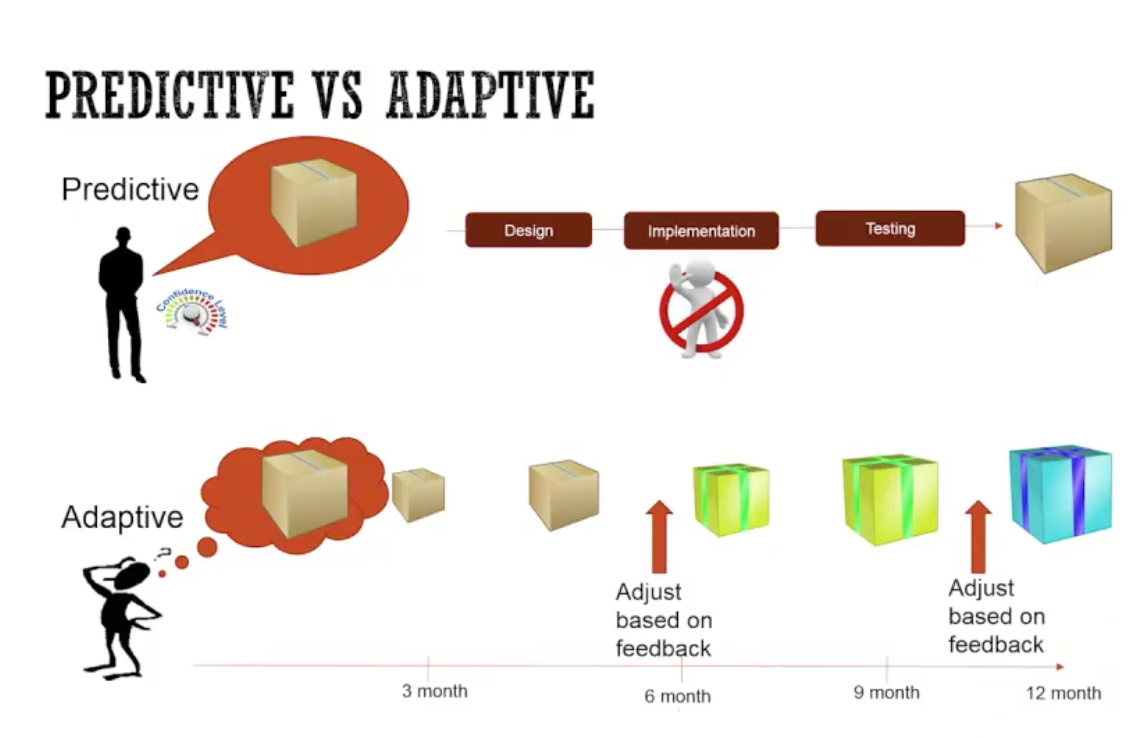 PREDICTIVE VS ADAPTIVE
Predictive
Design
Implementation
Testing
Confidence Level
Adaptive
?
Adjust
based on
feedback
Adjust
based on
feedback
3 month
6 month
9 month
12 month